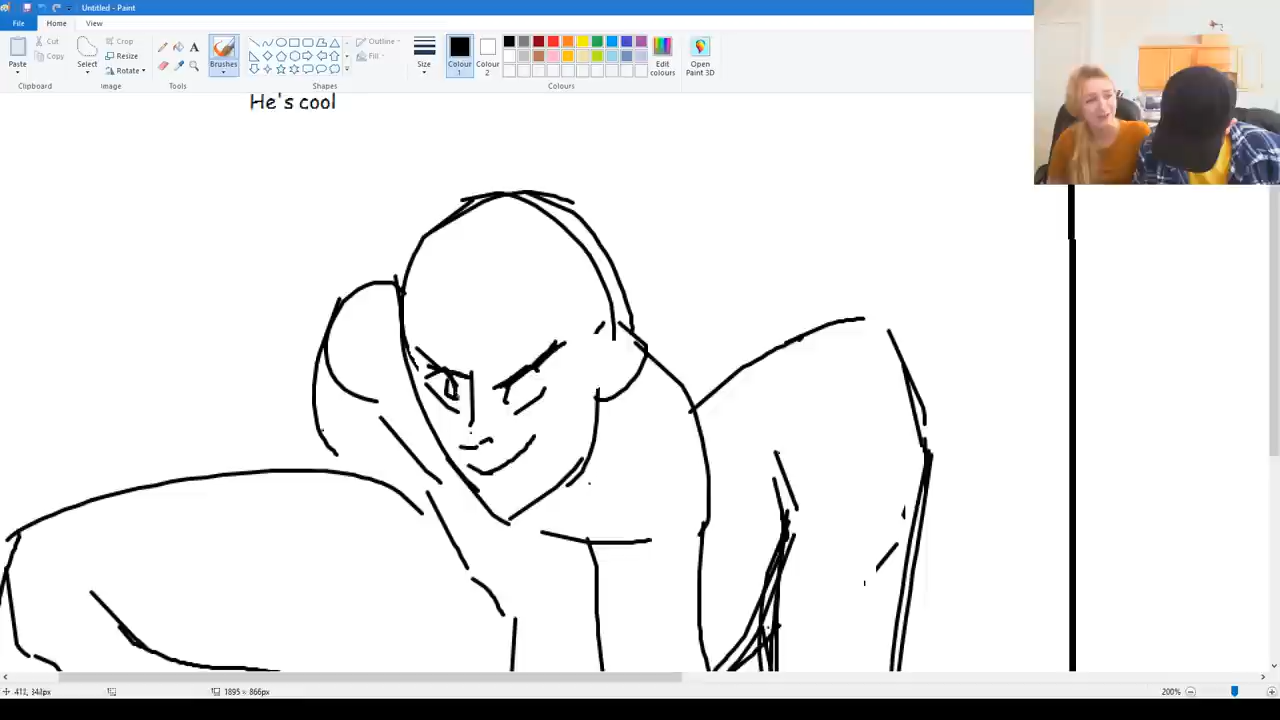 Untitled - Paint
File Home View
Paste
Cut
Copy
Clipboard
Select
Crop
Resize
Rotate
Image
A
Tools
Brushes
Shapes
Outline
Fill
Size
Colour 1
Colour 2
Edit colours
Colours
Open Paint 3D
He's cool
1895 × 866px
200%